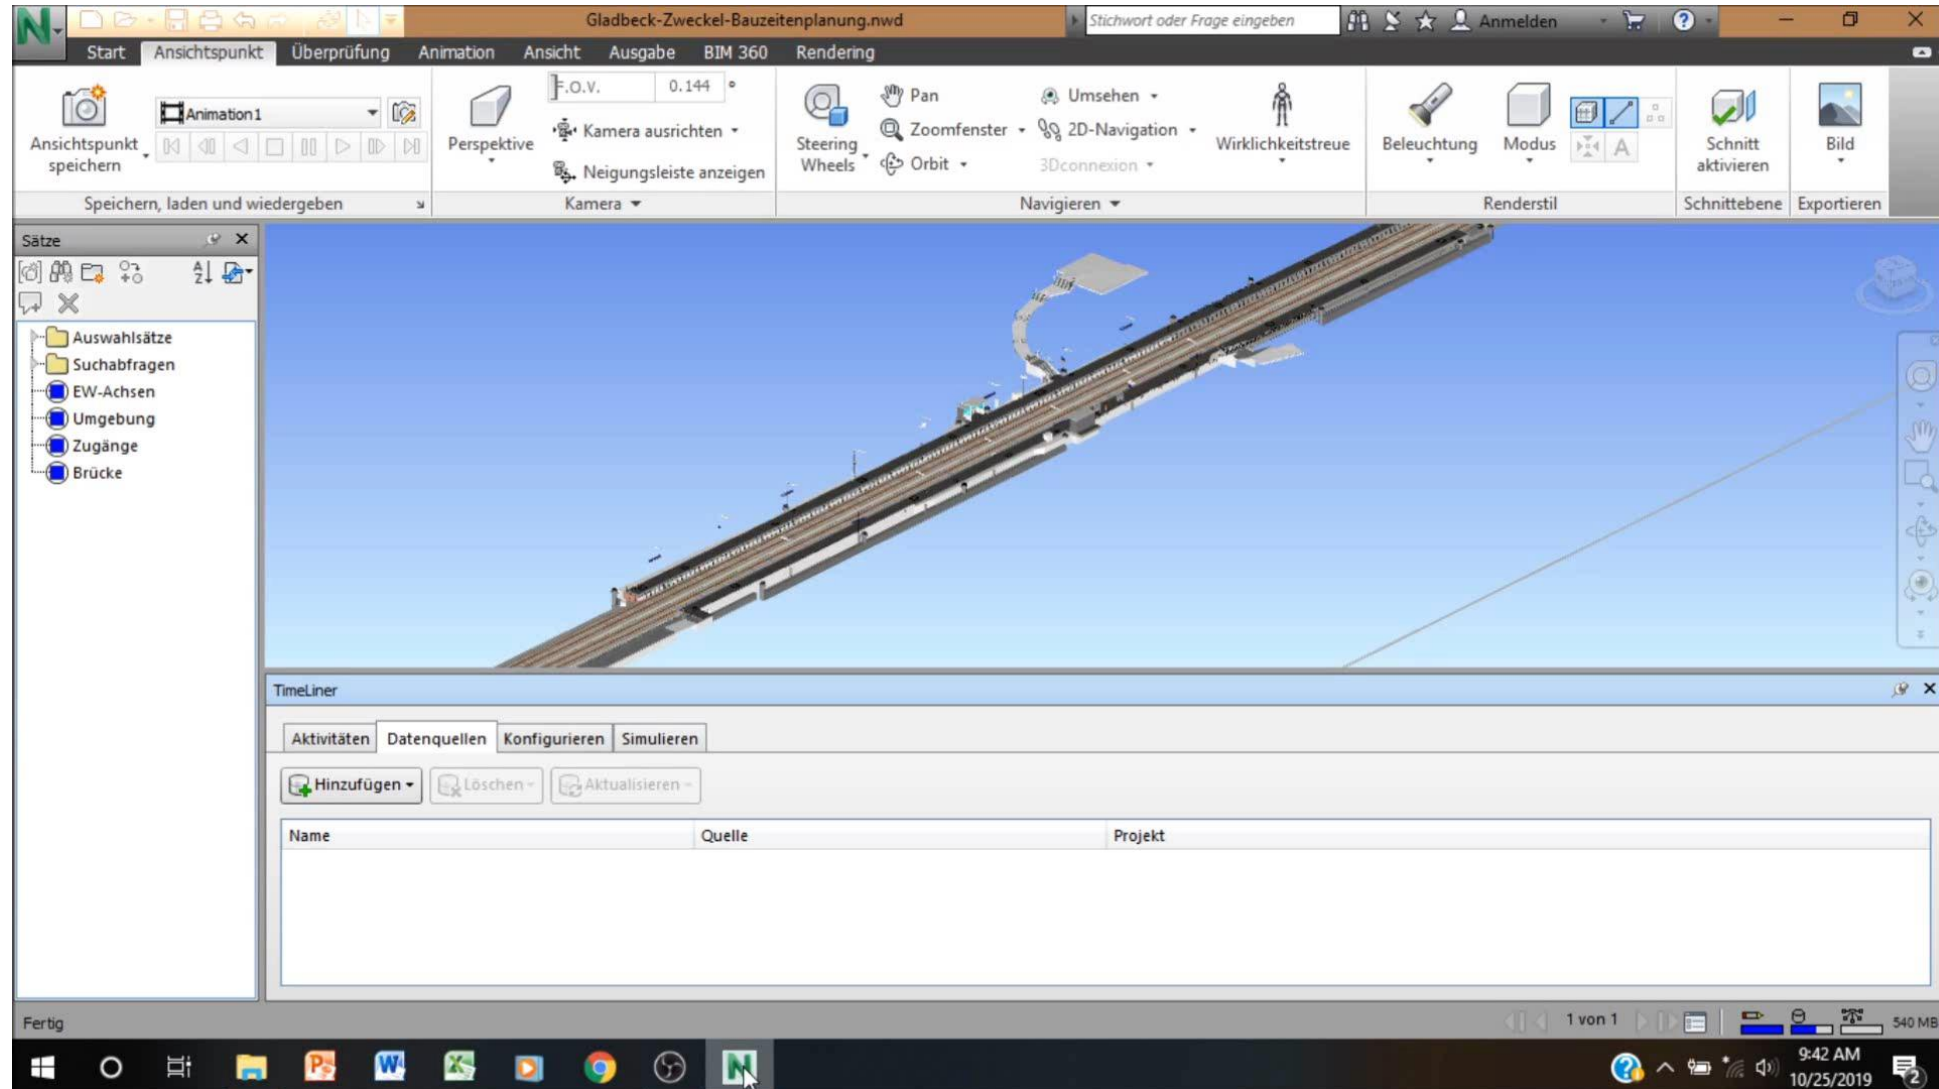 Gladbeck-Zweckel-Bauzeitenplanung.nwd
Stichwort oder Frage eingeben
Anmelden
Start Ansichtspunkt Überprüfung Animation Ansicht Ausgabe BIM 360 Rendering
Ansichtspunkt speichern
Animation1
Speichern, laden und wiedergeben
Perspektive
F.O.V. 0.144 °
Kamera ausrichten
Neigungsleiste anzeigen
Kamera
Steering Wheels
Pan
Zoomfenster
Orbit
Umsehen
2D-Navigation
3Dconnexion
Wirklichkeitstreue
Navigieren
Beleuchtung
Modus
Renderstil
Schnitt aktivieren
Schnittebene
Bild
Exportieren
Sätze
Auswahlsätze
Suchabfragen
EW-Achsen
Umgebung
Zugänge
Brücke
TimeLiner
Aktivitäten Datenquellen Konfigurieren Simulieren
Hinzufügen Löschen Aktualisieren
Name Quelle Projekt
Fertig
1 von 1
540 MB
9:42 AM
10/25/2019
2